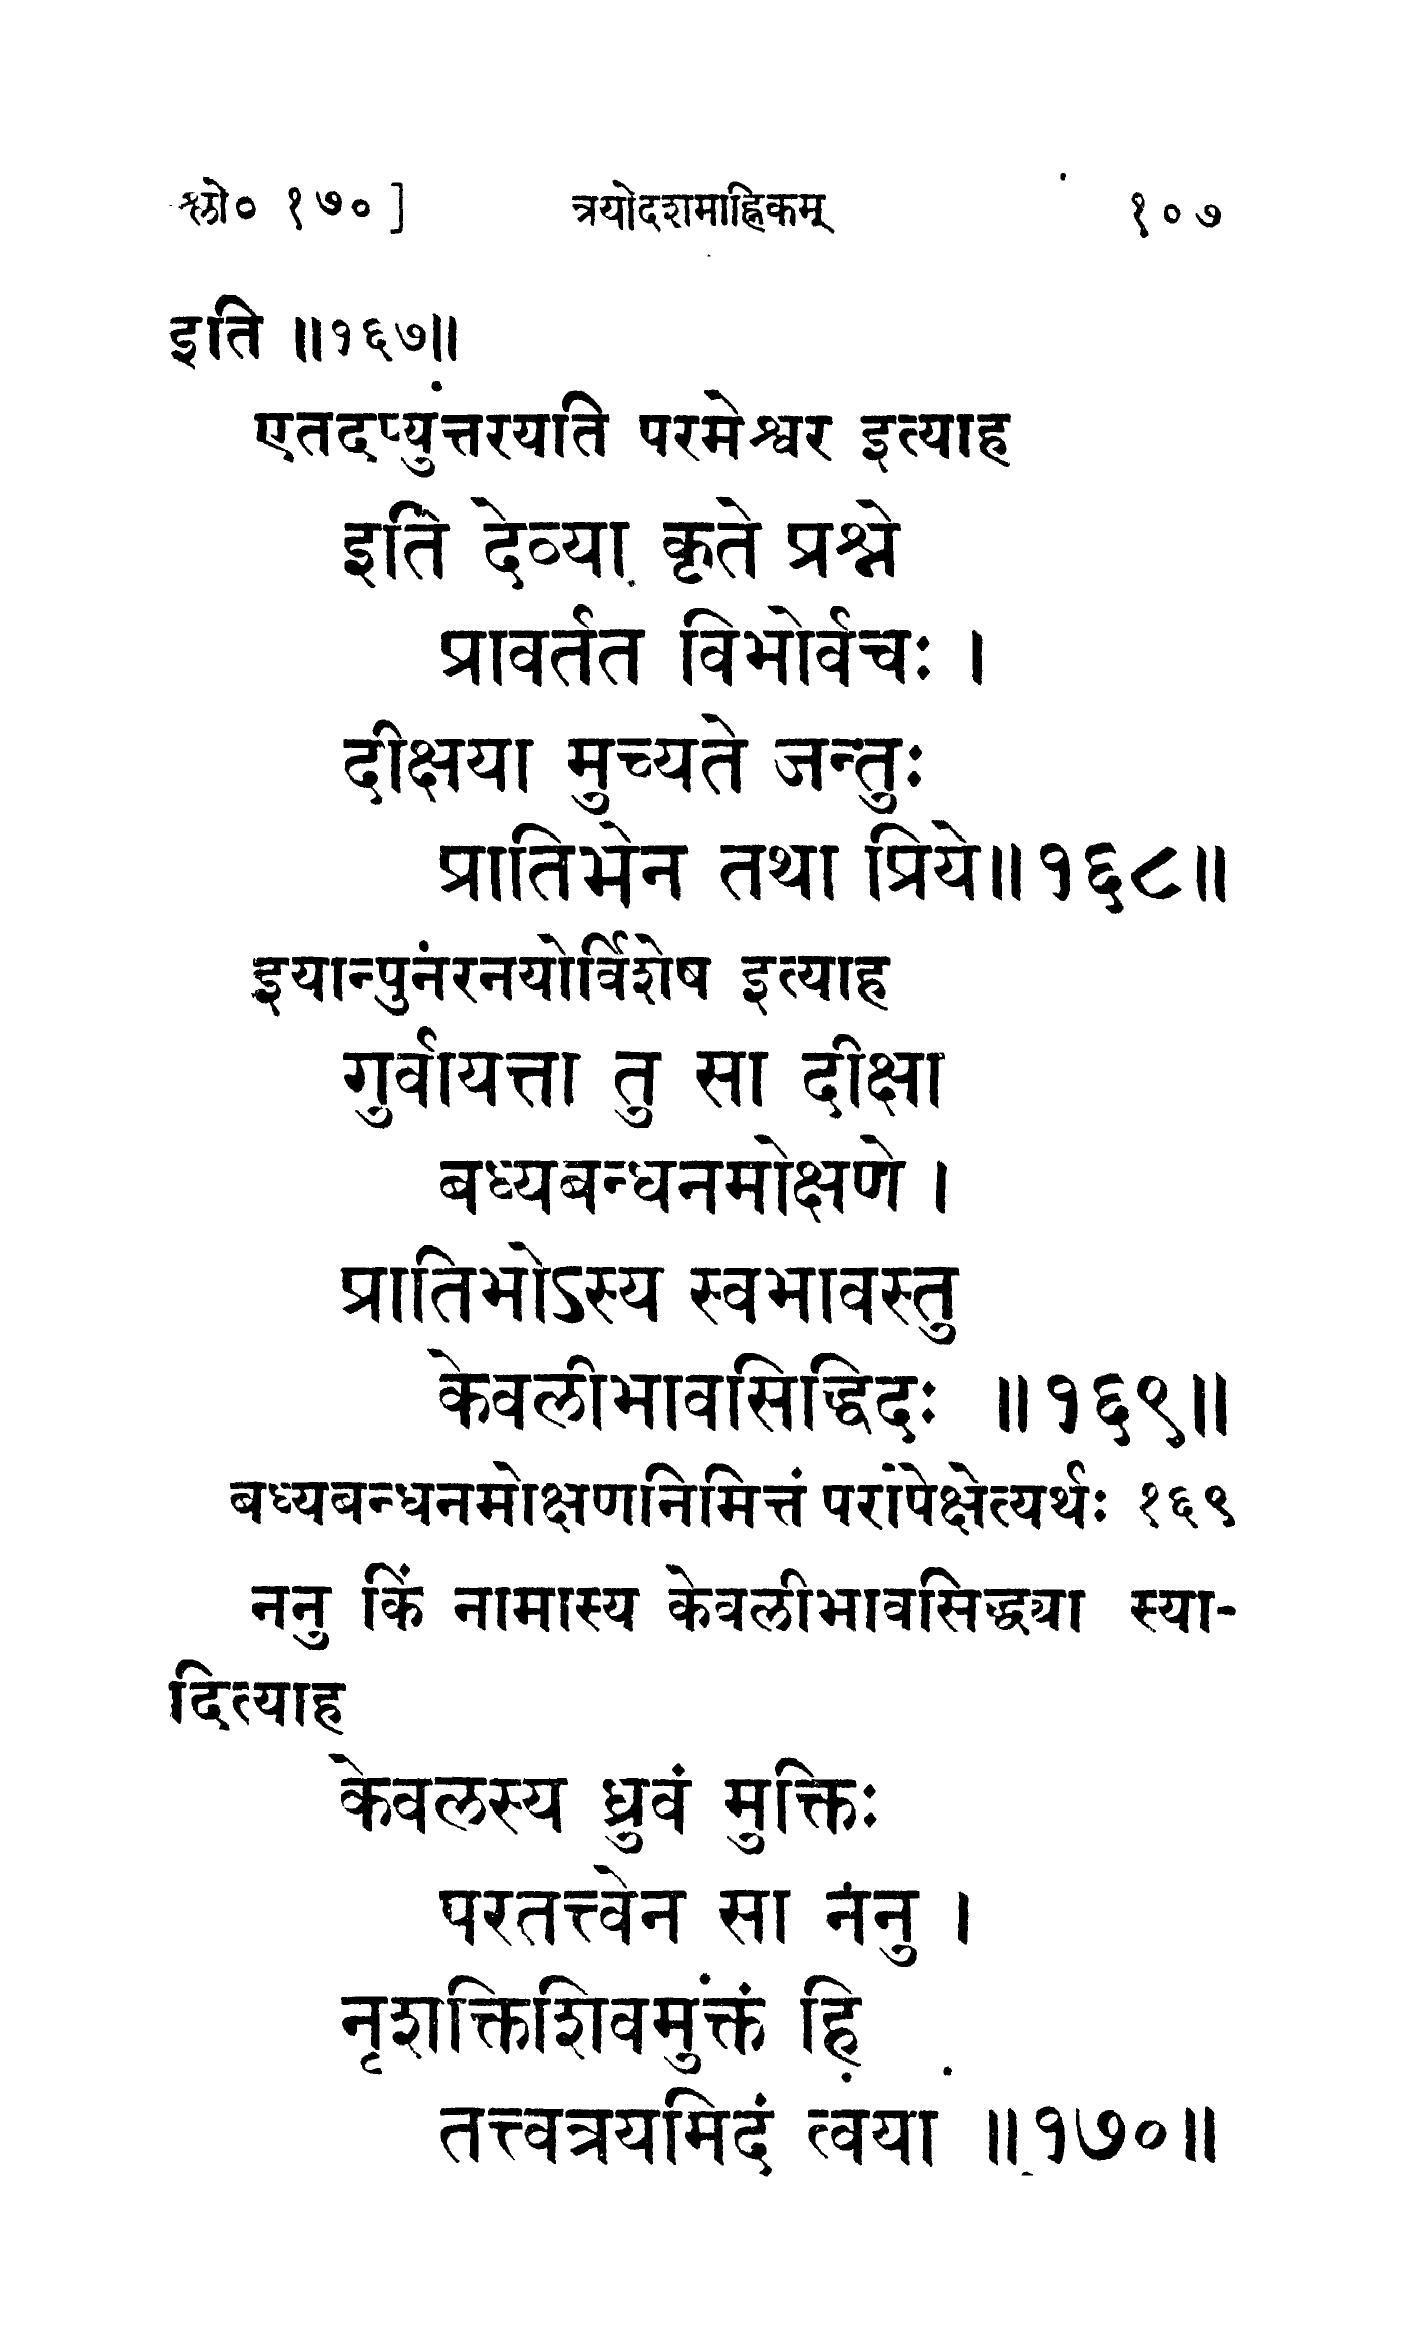 श्लो० १७०] त्रयोदशमाह्निकम् १०७
इति ॥१६७॥
एतदप्युत्तरयति परमेश्वर इत्याह
इति देव्या कृते प्रश्ने
प्रावर्तत विभोर्वचः ।
दीक्षया मुच्यते जन्तुः
प्रातिभेन तथा प्रिये॥१६८॥
इयान्पुनरनयोर्विशेष इत्याह
गुर्वायत्ता तु सा दीक्षा
बध्यबन्धनमोक्षणे ।
प्रातिभोऽस्य स्वभावस्तु
केवलीभावसिद्धिदः ॥१६९॥
बध्यबन्धनमोक्षणनिमित्तं परापेक्षेत्यर्थः १६९
ननु किं नामास्य केवलीभावसिद्ध्या स्या-
दित्याह
केवलस्य ध्रुवं मुक्तिः
परतत्त्वेन सा ननु ।
नृशक्तिशिवमुक्तं हि
तत्त्वत्रयमिदं त्वया ॥१७०॥